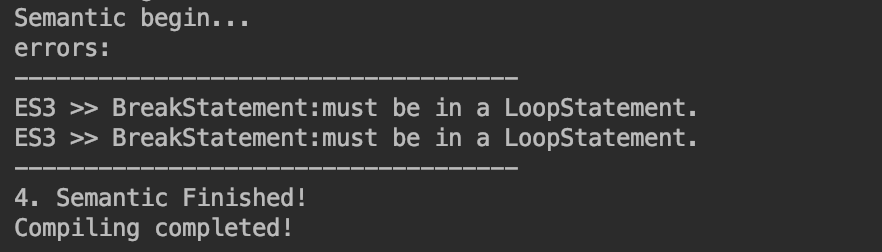 Semantic begin...
errors:
------------------------------------
ES3 >> BreakStatement:must be in a LoopStatement.
ES3 >> BreakStatement:must be in a LoopStatement.
------------------------------------
4. Semantic Finished!
Compiling completed!